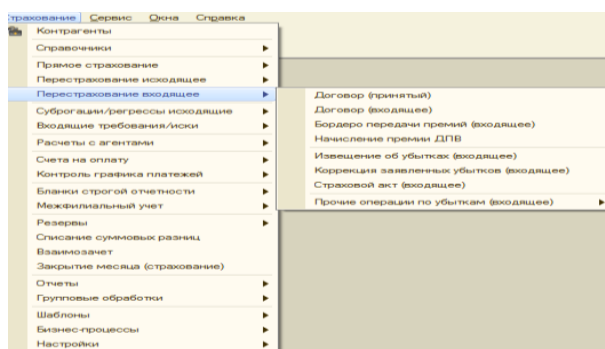 Страхование Сервис Окна Справка
Контрагенты
Справочники
Прямое страхование
Перестрахование исходящее
Перестрахование входящее
Суброгации/регрессы исходящие
Входящие требования/иски
Расчеты с агентами
Счета на оплату
Контроль графика платежей
Бланки строгой отчетности
Межфилиальный учет
Резервы
Списание суммовых разниц
Взаимозачет
Закрытие месяца (страхование)
Отчеты
Групповые обработки
Шаблоны
Бизнес-процессы
Настройки
Договор (принятый)
Договор (входящее)
Бордеро передачи премий (входящее)
Начисление премии ДПВ
Извещение об убытках (входящее)
Коррекция заявленных убытков (входящее)
Страховой акт (входящее)
Прочие операции по убыткам (входящее)